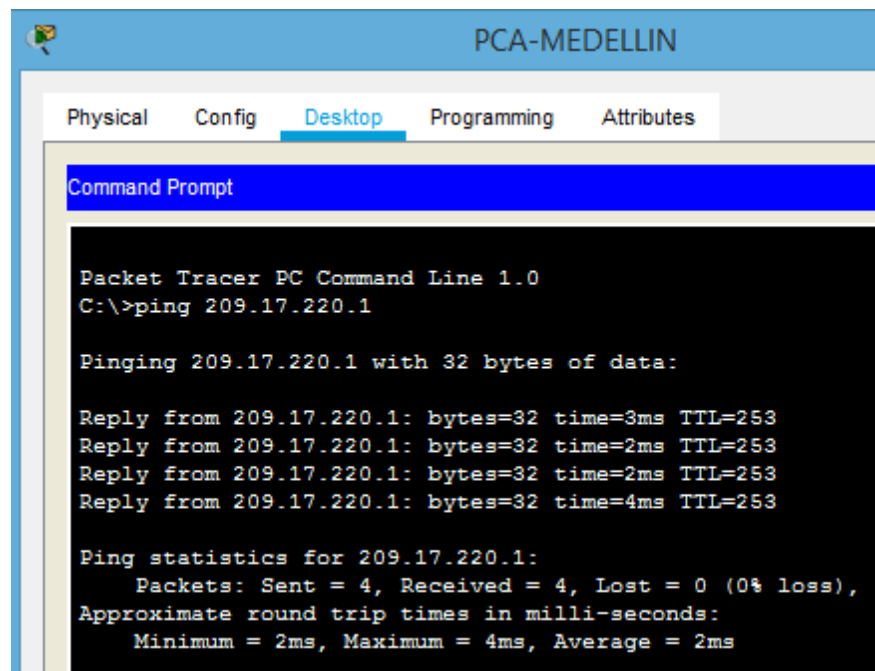 PCA-MEDELLIN
Physical Config Desktop Programming Attributes
Command Prompt
Packet Tracer PC Command Line 1.0
C:\>ping 209.17.220.1
Pinging 209.17.220.1 with 32 bytes of data:
Reply from 209.17.220.1: bytes=32 time=3ms TTL=253
Reply from 209.17.220.1: bytes=32 time=2ms TTL=253
Reply from 209.17.220.1: bytes=32 time=2ms TTL=253
Reply from 209.17.220.1: bytes=32 time=4ms TTL=253
Ping statistics for 209.17.220.1:
Packets: Sent = 4, Received = 4, Lost = 0 (0% loss),
Approximate round trip times in milli-seconds:
Minimum = 2ms, Maximum = 4ms, Average = 2ms